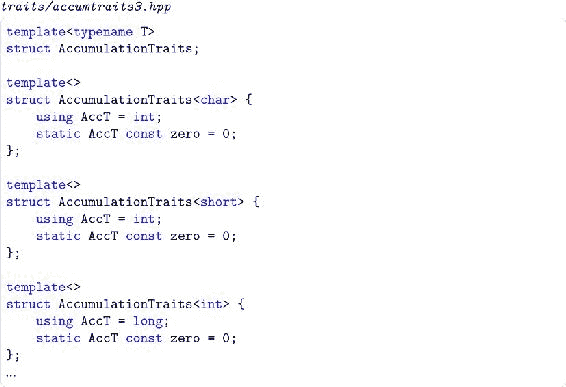 traits/accumtraits3.hpp
template<typename T>
struct AccumulationTraits;
template<>
struct AccumulationTraits<char> {
    using AccT = int;
    static AccT const zero = 0;
};
template<>
struct AccumulationTraits<short> {
    using AccT = int;
    static AccT const zero = 0;
};
template<>
struct AccumulationTraits<int> {
    using AccT = long;
    static AccT const zero = 0;
};
...